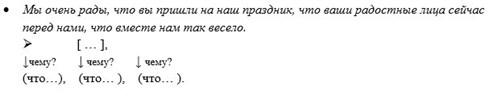 • Мы очень рады, что вы пришли на наш праздник, что ваши радостные лица сейчас
перед нами, что вместе нам так весело.
➢ [ … ],
↓чему? ↓ чему? ↓ чему?
(что…), (что… ), (что… ).